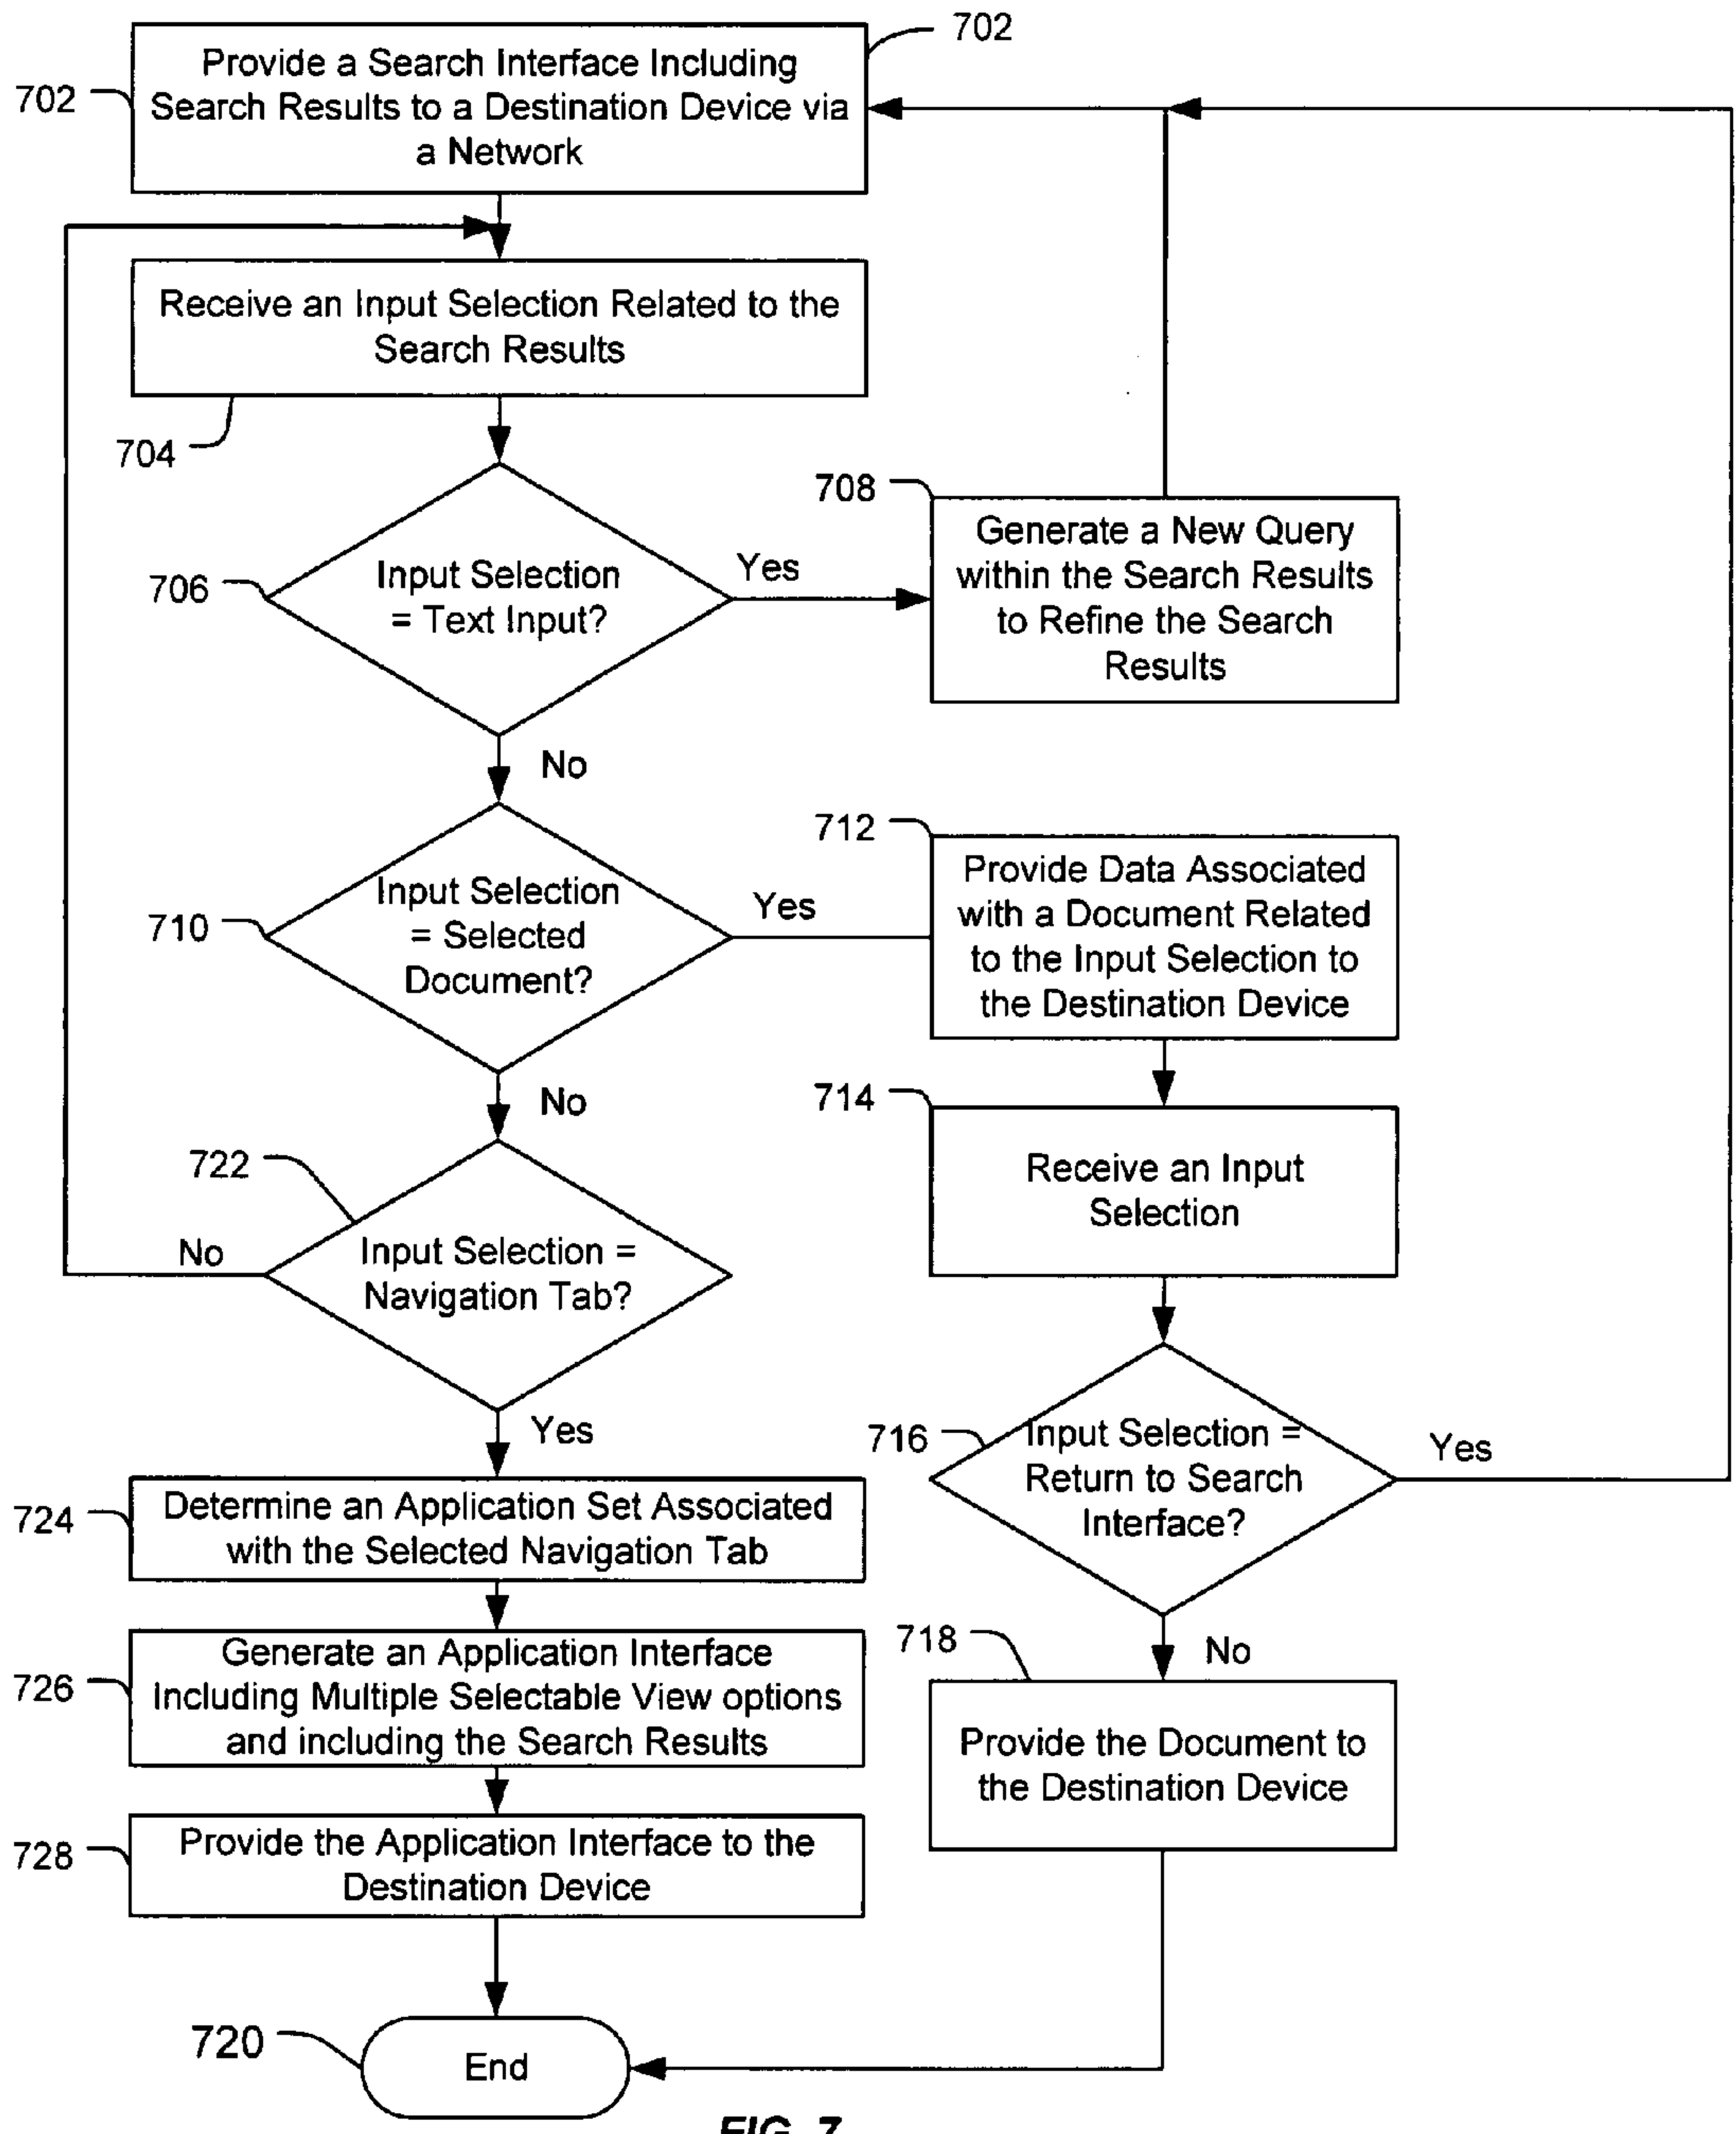 702
702
Provide a Search Interface Including
Search Results to a Destination Device via
a Network
Receive an Input Selection Related to the
Search Results
704
706
Input Selection
= Text Input?
Yes
708
Generate a New Query
within the Search Results
to Refine the Search
Results
No
710
Input Selection
= Selected
Document?
Yes
712
Provide Data Associated
with a Document Related
to the Input Selection to
the Destination Device
No
714
Receive an Input
Selection
722
Input Selection =
Navigation Tab?
No
Yes
716
Input Selection =
Return to Search
Interface?
Yes
No
724
Determine an Application Set Associated
with the Selected Navigation Tab
726
Generate an Application Interface
Including Multiple Selectable View options
and including the Search Results
718
Provide the Document to
the Destination Device
728
Provide the Application Interface to the
Destination Device
720
End
FIG. 7